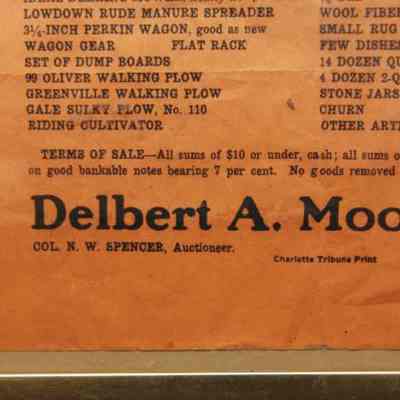 LOWDOWN RUDE MANURE SPREADER
3¼-INCH PERKIN WAGON, good as new
WAGON GEAR FLAT RACK
SET OF DUMP BOARDS
99 OLIVER WALKING PLOW
GREENVILLE WALKING PLOW
GALE SULKY PLOW, No. 110
RIDING CULTIVATOR
WOOL FIBER
SMALL RUG
FEW DISHES
14 DOZEN QU
4 DOZEN 2-Q
STONE JARS
CHURN
OTHER ARTI
TERMS OF SALE—All sums of $10 or under, cash; all sums o
on good bankable notes bearing 7 per cent. No goods removed
Delbert A. Moo
COL. N. W. SPENCER, Auctioneer.
Charlotte Tribune Print